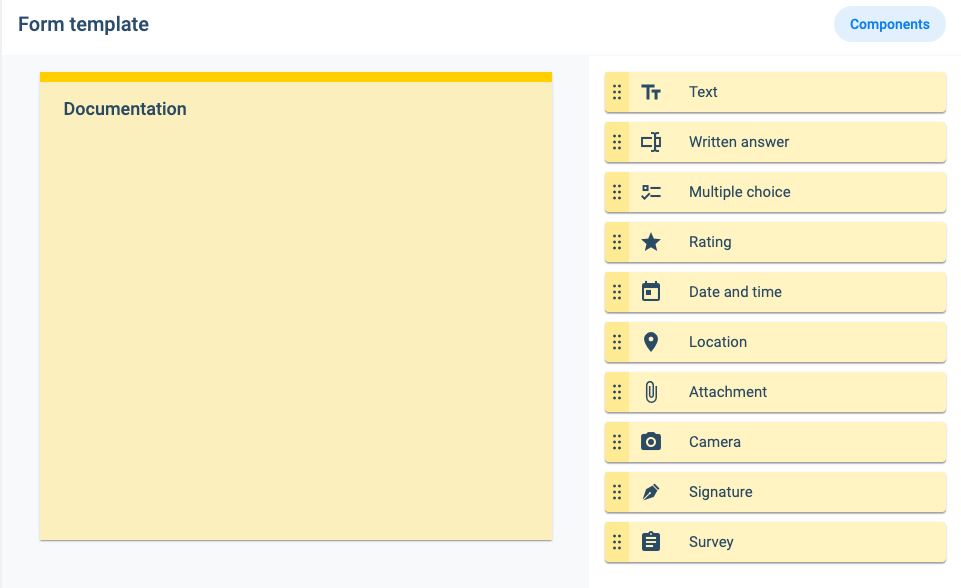 Form template
Components
Documentation
Text
Written answer
Multiple choice
Rating
Date and time
Location
Attachment
Camera
Signature
Survey